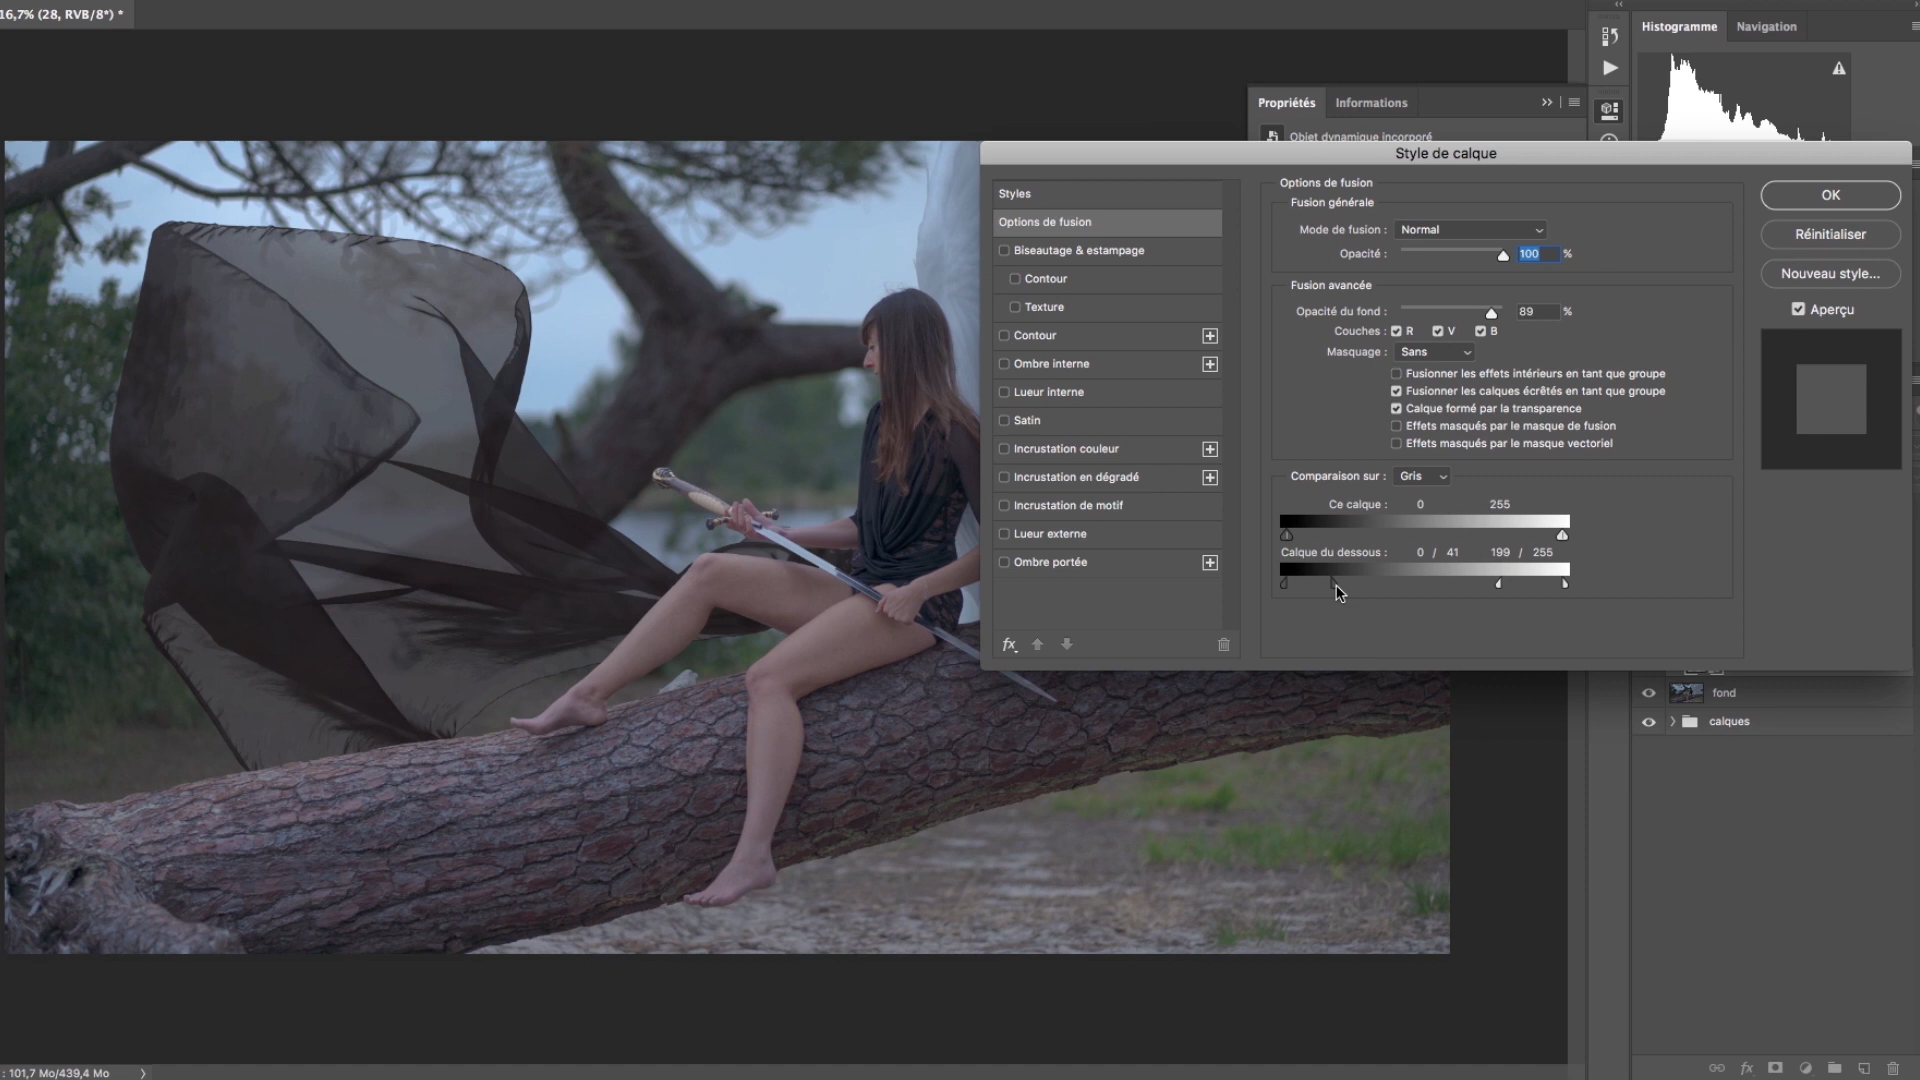 16,7% (28, RVB/8*) *
Histogramme
Navigation
Propriétés
Informations
Objet dynamique incorporé
Style de calque
Styles
Options de fusion
Biseautage & estampage
Contour
Texture
Contour
Ombre interne
Lueur interne
Satin
Incrustation couleur
Incrustation en dégradé
Incrustation de motif
Lueur externe
Ombre portée
fx
Options de fusion
Fusion générale
Mode de fusion : Normal
Opacité : 100 %
Fusion avancée
Opacité du fond : 89 %
Couches : R V B
Masquage : Sans
Fusionner les effets intérieurs en tant que groupe
Fusionner les calques écrêtés en tant que groupe
Calque formé par la transparence
Effets masqués par le masque de fusion
Effets masqués par le masque vectoriel
Comparaison sur : Gris
Ce calque : 0 255
Calque du dessous : 0 / 41 199 / 255
OK
Réinitialiser
Nouveau style...
Aperçu
fond
calques
: 101,7 Mo/439,4 Mo
fx